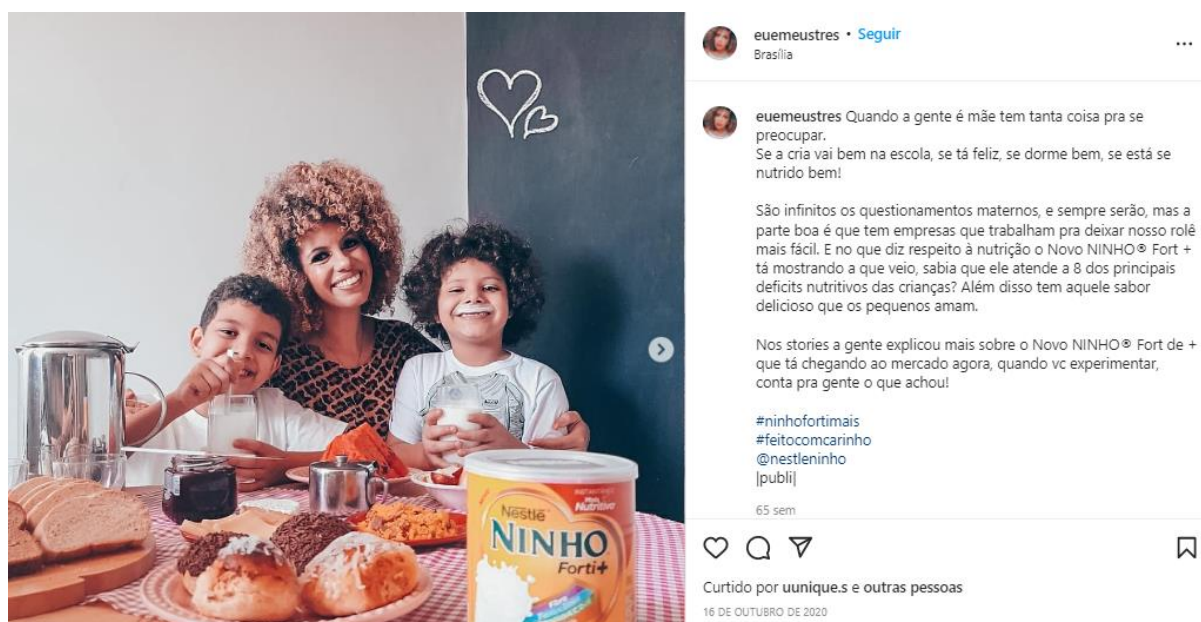 euemeustres • Seguir
Brasília
euemeustres Quando a gente é mãe tem tanta coisa pra se
preocupar.
Se a cria vai bem na escola, se tá feliz, se dorme bem, se está se
nutrido bem!
São infinitos os questionamentos maternos, e sempre serão, mas a
parte boa é que tem empresas que trabalham pra deixar nosso rolê
mais fácil. E no que diz respeito à nutrição o Novo NINHO® Fort +
tá mostrando a que veio, sabia que ele atende a 8 dos principais
deficits nutritivos das crianças? Além disso tem aquele sabor
delicioso que os pequenos amam.
Nos stories a gente explicou mais sobre o Novo NINHO® Fort de +
que tá chegando ao mercado agora, quando vc experimentar,
conta pra gente o que achou!
#ninhofortimais
#feitocomcarinho
@nestleninho
|publi|
65 sem
Curtido por uunique.s e outras pessoas
16 DE OUTUBRO DE 2020
Nestlé
NINHO
Forti+
Nutritivo